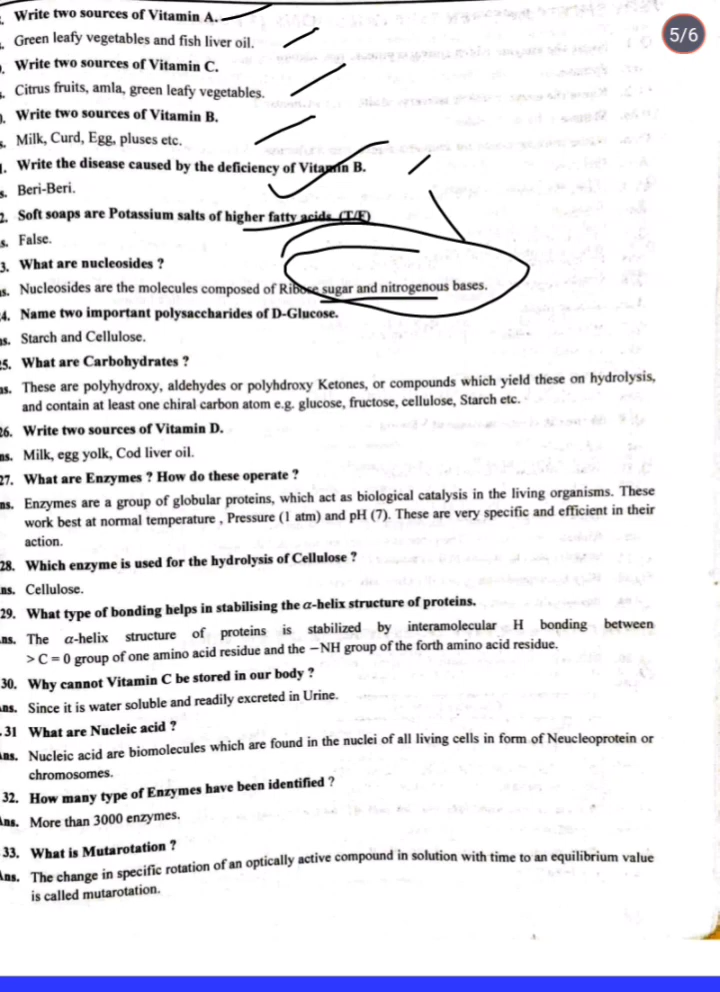 Write two sources of Vitamin A.
5/6
Green leafy vegetables and fish liver oil.
Write two sources of Vitamin C.
Citrus fruits, amla, green leafy vegetables.
Write two sources of Vitamin B.
Milk, Curd, Egg, pluses etc.
Write the disease caused by the deficiency of Vitamin B.
Beri-Beri.
2. Soft soaps are Potassium salts of higher fatty acids. (T/F)
s. False.
3. What are nucleosides ?
s. Nucleosides are the molecules composed of Ribose sugar and nitrogenous bases.
4. Name two important polysaccharides of D-Glucose.
s. Starch and Cellulose.
5. What are Carbohydrates ?
s. These are polyhydroxy, aldehydes or polyhdroxy Ketones, or compounds which yield these on hydrolysis,
and contain at least one chiral carbon atom e.g. glucose, fructose, cellulose, Starch etc.
26. Write two sources of Vitamin D.
ns. Milk, egg yolk, Cod liver oil.
27. What are Enzymes ? How do these operate ?
ns. Enzymes are a group of globular proteins, which act as biological catalysis in the living organisms. These
work best at normal temperature , Pressure (1 atm) and pH (7). These are very specific and efficient in their
action.
28. Which enzyme is used for the hydrolysis of Cellulose ?
ns. Cellulose.
29. What type of bonding helps in stabilising the α-helix structure of proteins.
ns. The α-helix structure of proteins is stabilized by interamolecular H bonding between
> C = 0 group of one amino acid residue and the −NH group of the forth amino acid residue.
30. Why cannot Vitamin C be stored in our body ?
ns. Since it is water soluble and readily excreted in Urine.
.31 What are Nucleic acid ?
ns. Nucleic acid are biomolecules which are found in the nuclei of all living cells in form of Neucleoprotein or
chromosomes.
32. How many type of Enzymes have been identified ?
Ans. More than 3000 enzymes.
33. What is Mutarotation ?
Ans. The change in specific rotation of an optically active compound in solution with time to an equilibrium value
is called mutarotation.